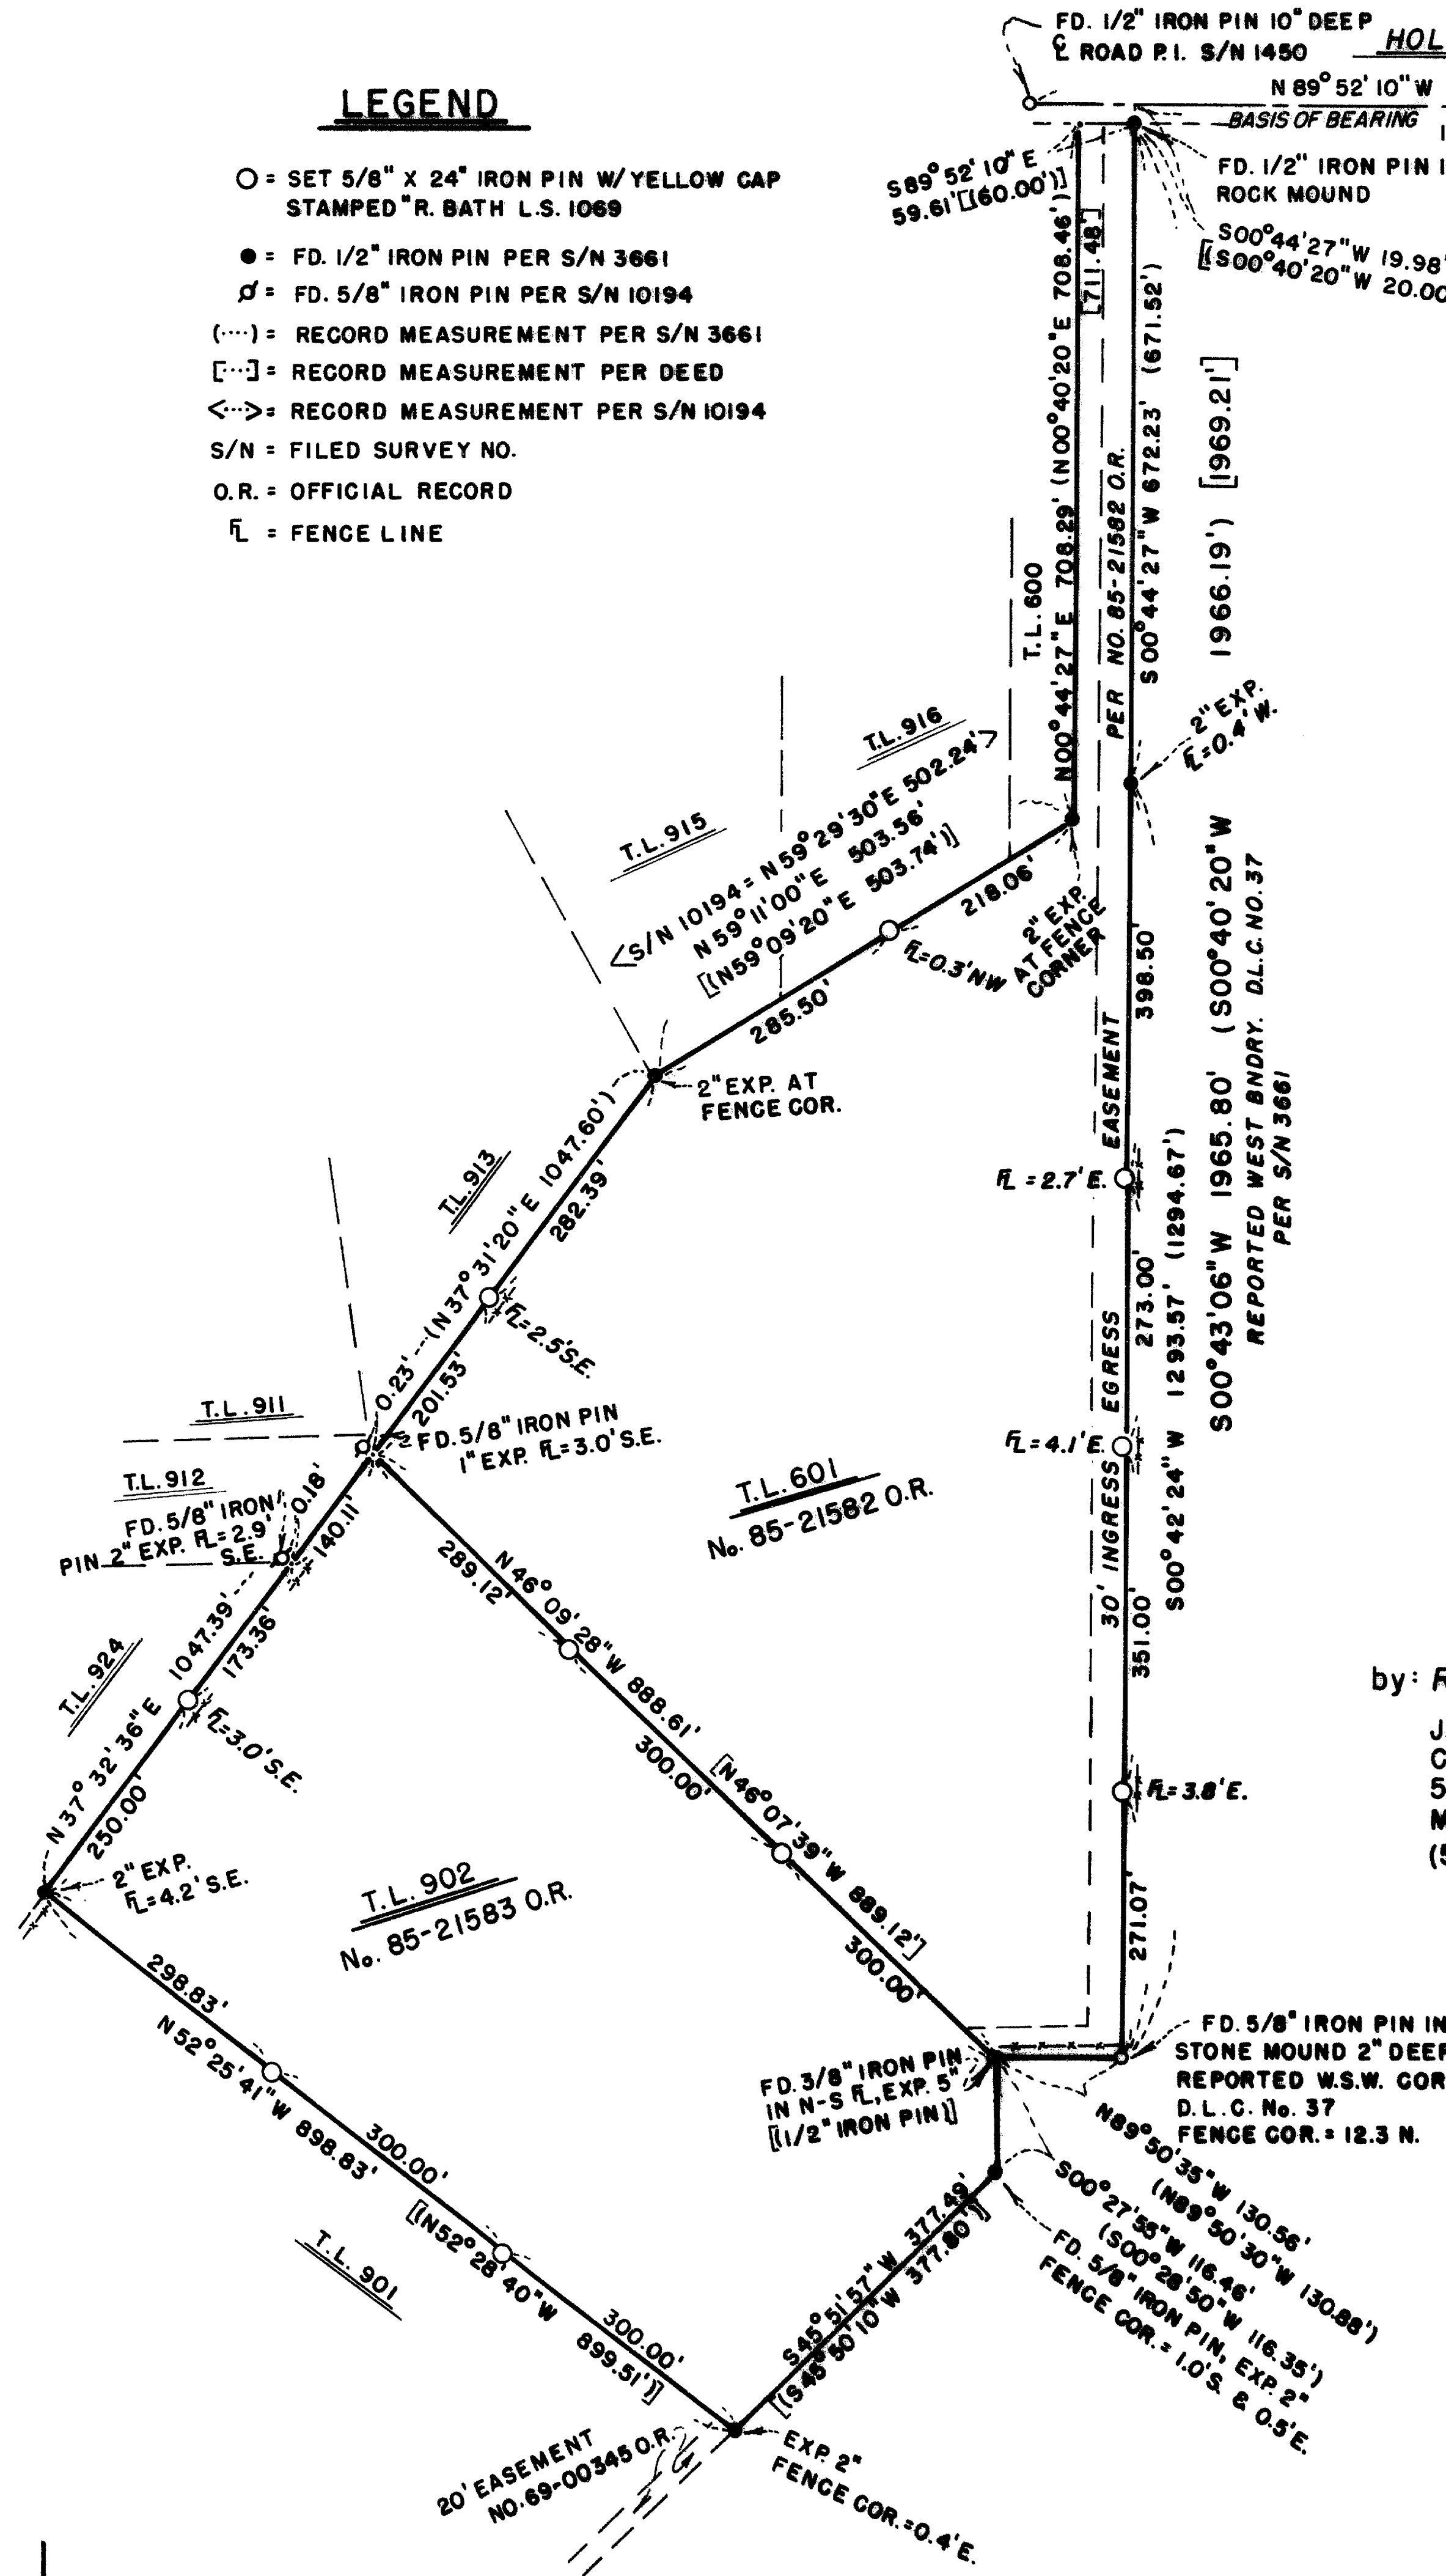 FD. 1/2" IRON PIN 10" DEEP
℄ ROAD P.I. S/N 1450
HOL
N 89° 52' 10" W
BASIS OF BEARING
FD. 1/2" IRON PIN
ROCK MOUND
S00°44'27"W 19.98'
[(S00°40'20"W 20.00
S89°52'10"E
59.61' [(60.00')]
LEGEND
○ = SET 5/8" X 24" IRON PIN W/ YELLOW CAP
STAMPED "R. BATH L.S. 1069
● = FD. 1/2" IRON PIN PER S/N 3661
FD. 5/8" IRON PIN PER S/N 10194
(····) = RECORD MEASUREMENT PER S/N 3661
[···] = RECORD MEASUREMENT PER DEED
<···> = RECORD MEASUREMENT PER S/N 10194
S/N = FILED SURVEY NO.
O.R. = OFFICIAL RECORD
FL = FENCE LINE
N00°44'27"E 708.29' (N00°40'20"E 708.46')
[711.48']
T.L. 600
PER NO. 85-21582 O.R.
S00°44'27"W 672.23' (671.52')
1966.19') [1969.21']
2" EXP.
FL=0.4' W.
T.L. 916
T.L. 915
<S/N 10194 = N59°29'30"E 502.24'>
N59°11'00"E 503.56'
[(N59°09'20"E 503.74')]
218.06'
285.50'
FL=0.3' NW
2" EXP.
AT FENCE
CORNER
2" EXP. AT
FENCE COR.
398.50'
EASEMENT
S00°43'06"W 1965.80' (S00°40'20"W
REPORTED WEST BNDRY. D.L.C. NO. 37
PER S/N 3661
T.L. 913
(N37°31'20"E 1047.60')
282.39'
FL=2.5' S.E.
FL = 2.7' E.
273.00'
S00°42'24"W 1293.57' (1294.67')
30' INGRESS EGRESS
0.23'
201.53'
T.L. 911
FD. 5/8" IRON PIN
1" EXP. FL=3.0' S.E.
FL = 4.1' E.
T.L. 912
FD. 5/8" IRON
PIN 2" EXP. FL=2.9'
S.E.
0.18'
140.11'
T.L. 601
No. 85-21582 O.R.
289.12'
N46°09'28"W 888.61'
300.00'
[N46°07'39"W 889.12']
300.00'
351.00'
T.L. 924
N37°32'36"E 1047.39'
173.36'
FL=3.0' S.E.
250.00'
by: R
J
C
5
M
(5
FL=3.8' E.
2" EXP.
FL=4.2' S.E.
T.L. 902
No. 85-21583 O.R.
271.07'
298.83'
N52°25'41"W 898.83'
300.00'
[(N52°28'40"W 899.51')]
300.00'
T.L. 901
FD. 5/8" IRON PIN IN
STONE MOUND 2" DEEP
REPORTED W.S.W. COR
D.L.C. No. 37
FENCE COR. = 12.3 N.
FD. 3/8" IRON PIN
IN N-S FL, EXP. 5"
[(1/2" IRON PIN)]
N89°50'35"W 130.56'
(N89°50'30"W 130.88')
S00°27'55"W 116.46'
(S00°28'50"W 116.35')
FD. 5/8" IRON PIN, EXP. 2"
FENCE COR. = 1.0' S. & 0.5' E.
S45°51'57"W 377.49'
[(S45°50'10"W 377.80')]
20' EASEMENT
NO. 69-00345 O.R.
EXP. 2"
FENCE COR. = 0.4' E.